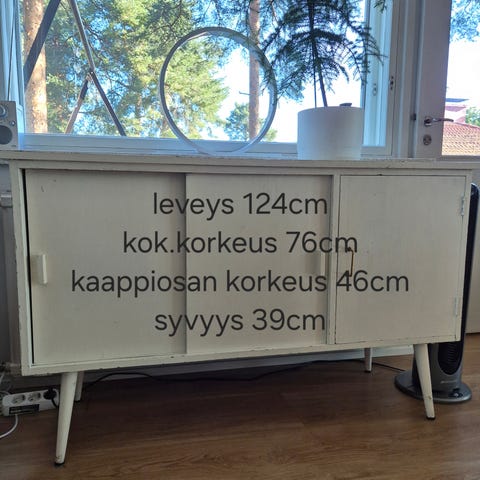 leveys 124cm
kok.korkeus 76cm
kaappiosan korkeus 46cm
syvyys 39cm